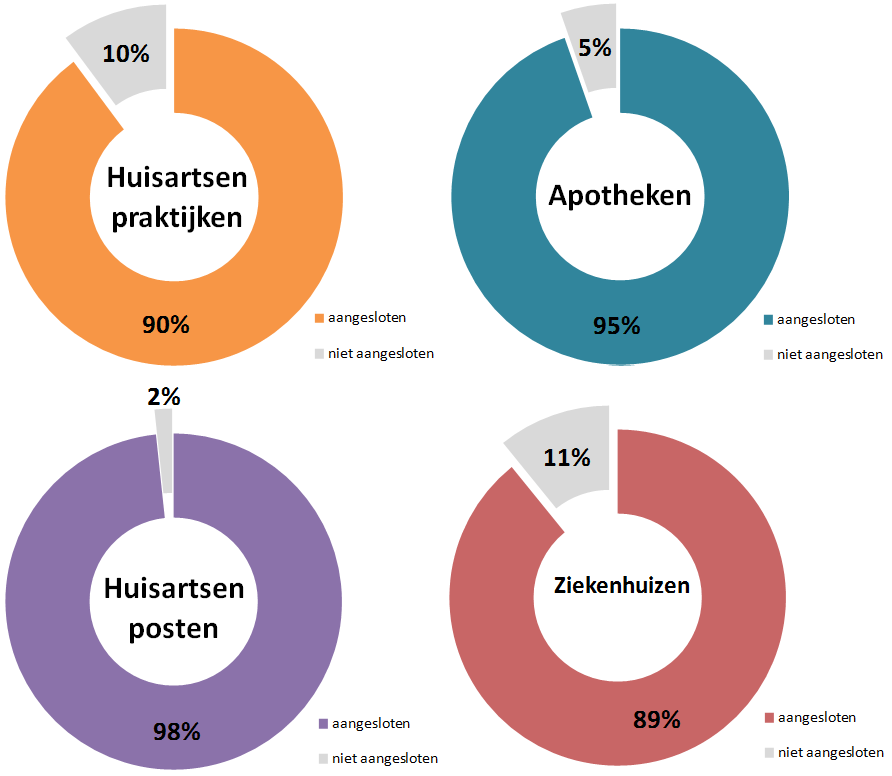 10%
Huisartsen
praktijken
90%
aangesloten
niet aangesloten
5%
Apotheken
95%
aangesloten
niet aangesloten
2%
Huisartsen
posten
98%
aangesloten
niet aangesloten
11%
Ziekenhuizen
89%
aangesloten
niet aangesloten